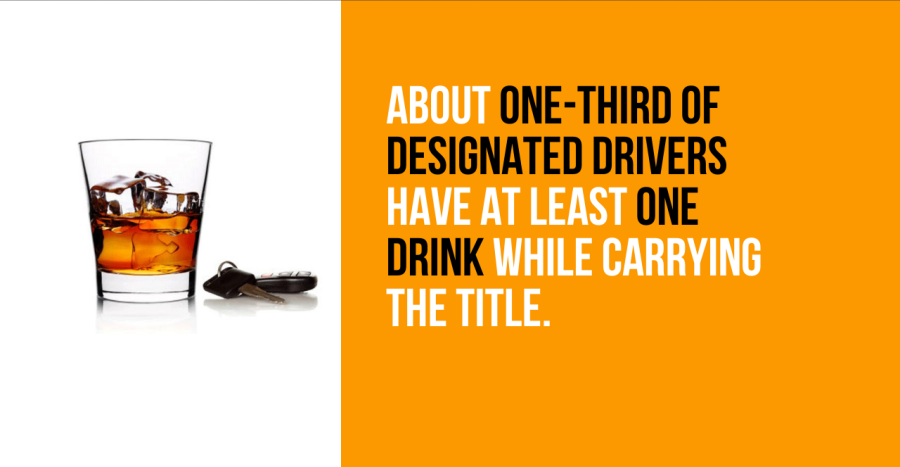 ABOUT ONE-THIRD OF
DESIGNATED DRIVERS
HAVE AT LEAST ONE
DRINK WHILE CARRYING
THE TITLE.